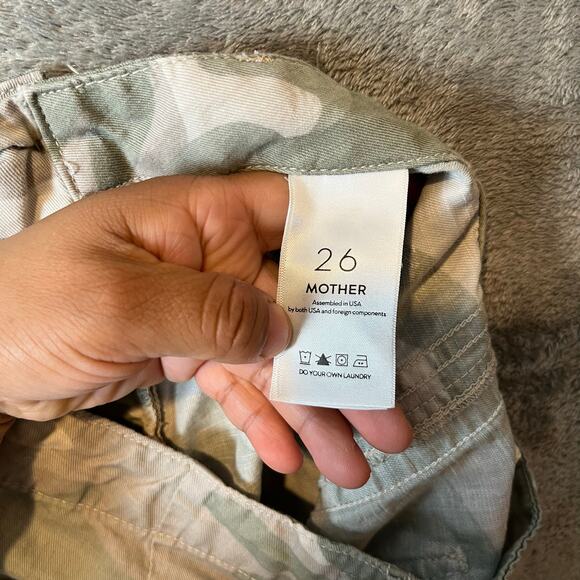 26
MOTHER
Assembled in USA
by both USA and foreign components
DO YOUR OWN LAUNDRY